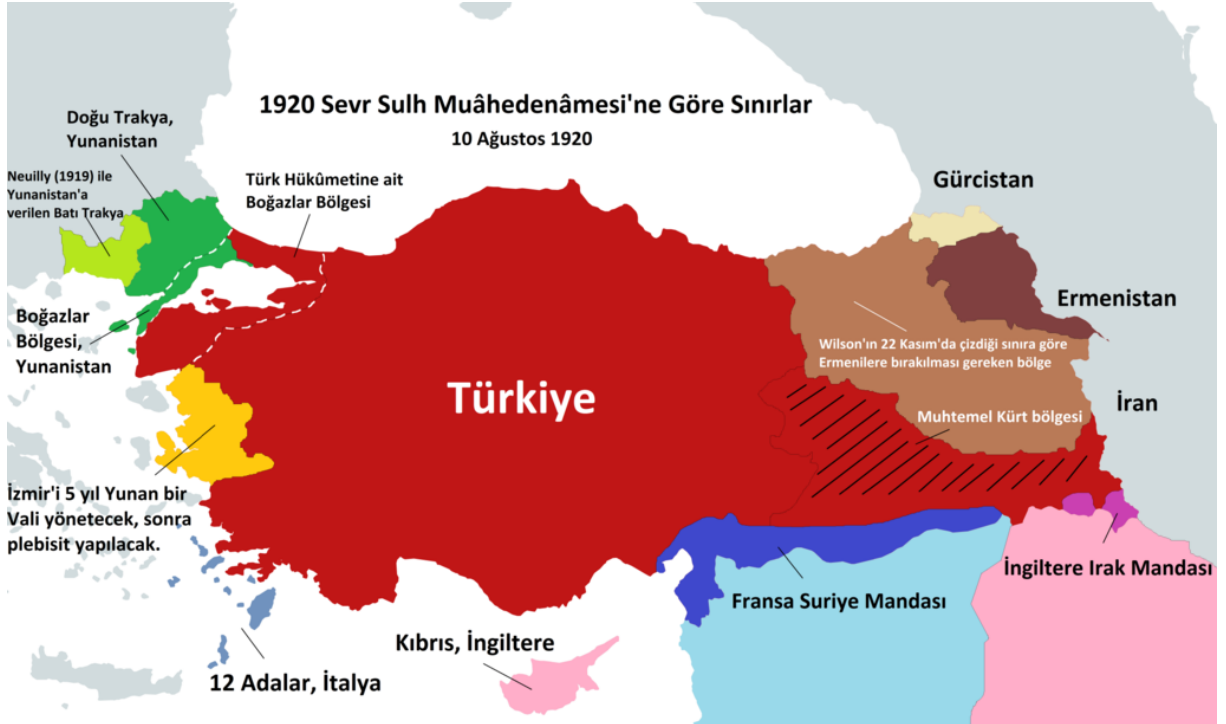 1920 Sevr Sulh Muâhedenâmesi'ne Göre Sınırlar
10 Ağustos 1920
Doğu Trakya,
Yunanistan
Neuilly (1919) ile
Yunanistan'a
verilen Batı Trakya
Türk Hükûmetine ait
Boğazlar Bölgesi
Gürcistan
Ermenistan
Boğazlar
Bölgesi,
Yunanistan
Wilson'ın 22 Kasım'da çizdiği sınıra göre
Ermenilere bırakılması gereken bölge
Türkiye
İran
Muhtemel Kürt bölgesi
İzmir'i 5 yıl Yunan bir
Vali yönetecek, sonra
plebisit yapılacak.
İngiltere Irak Mandası
Fransa Suriye Mandası
Kıbrıs, İngiltere
12 Adalar, İtalya